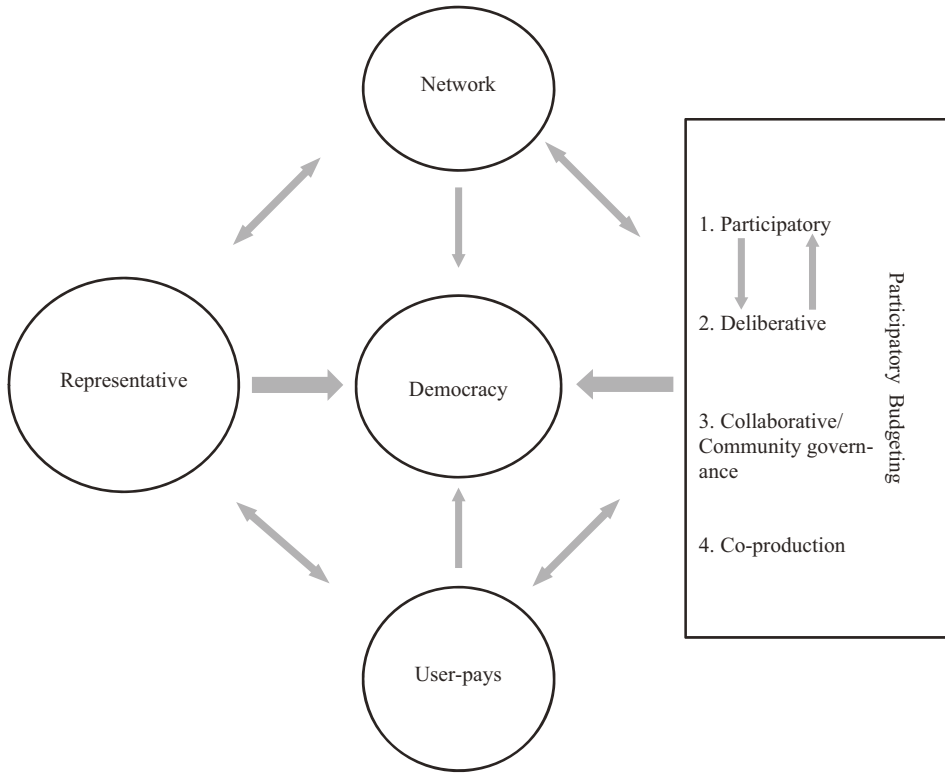 Network
1. Participatory
2. Deliberative
Representative
Democracy
3. Collaborative/
Community govern-
ance
4. Co-production
Participatory Budgeting
User-pays